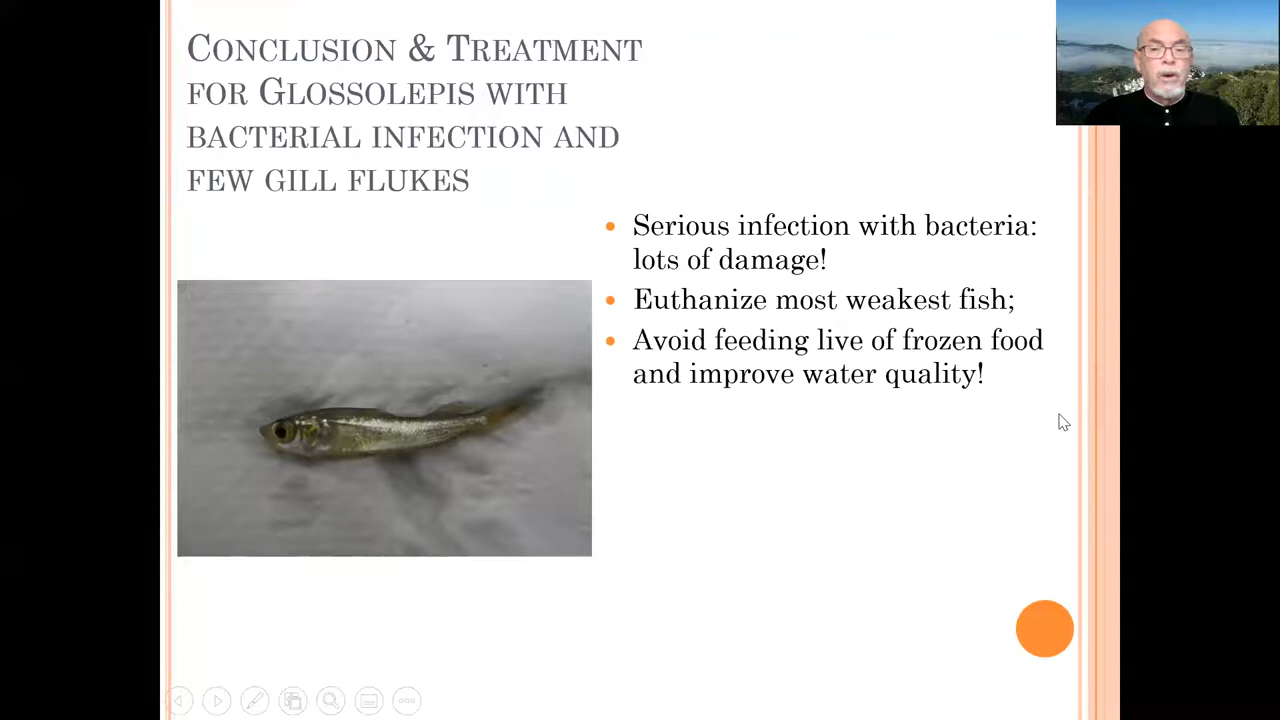 CONCLUSION & TREATMENT
FOR GLOSSOLEPIS WITH
BACTERIAL INFECTION AND
FEW GILL FLUKES
• Serious infection with bacteria:
lots of damage!
• Euthanize most weakest fish;
• Avoid feeding live of frozen food
and improve water quality!